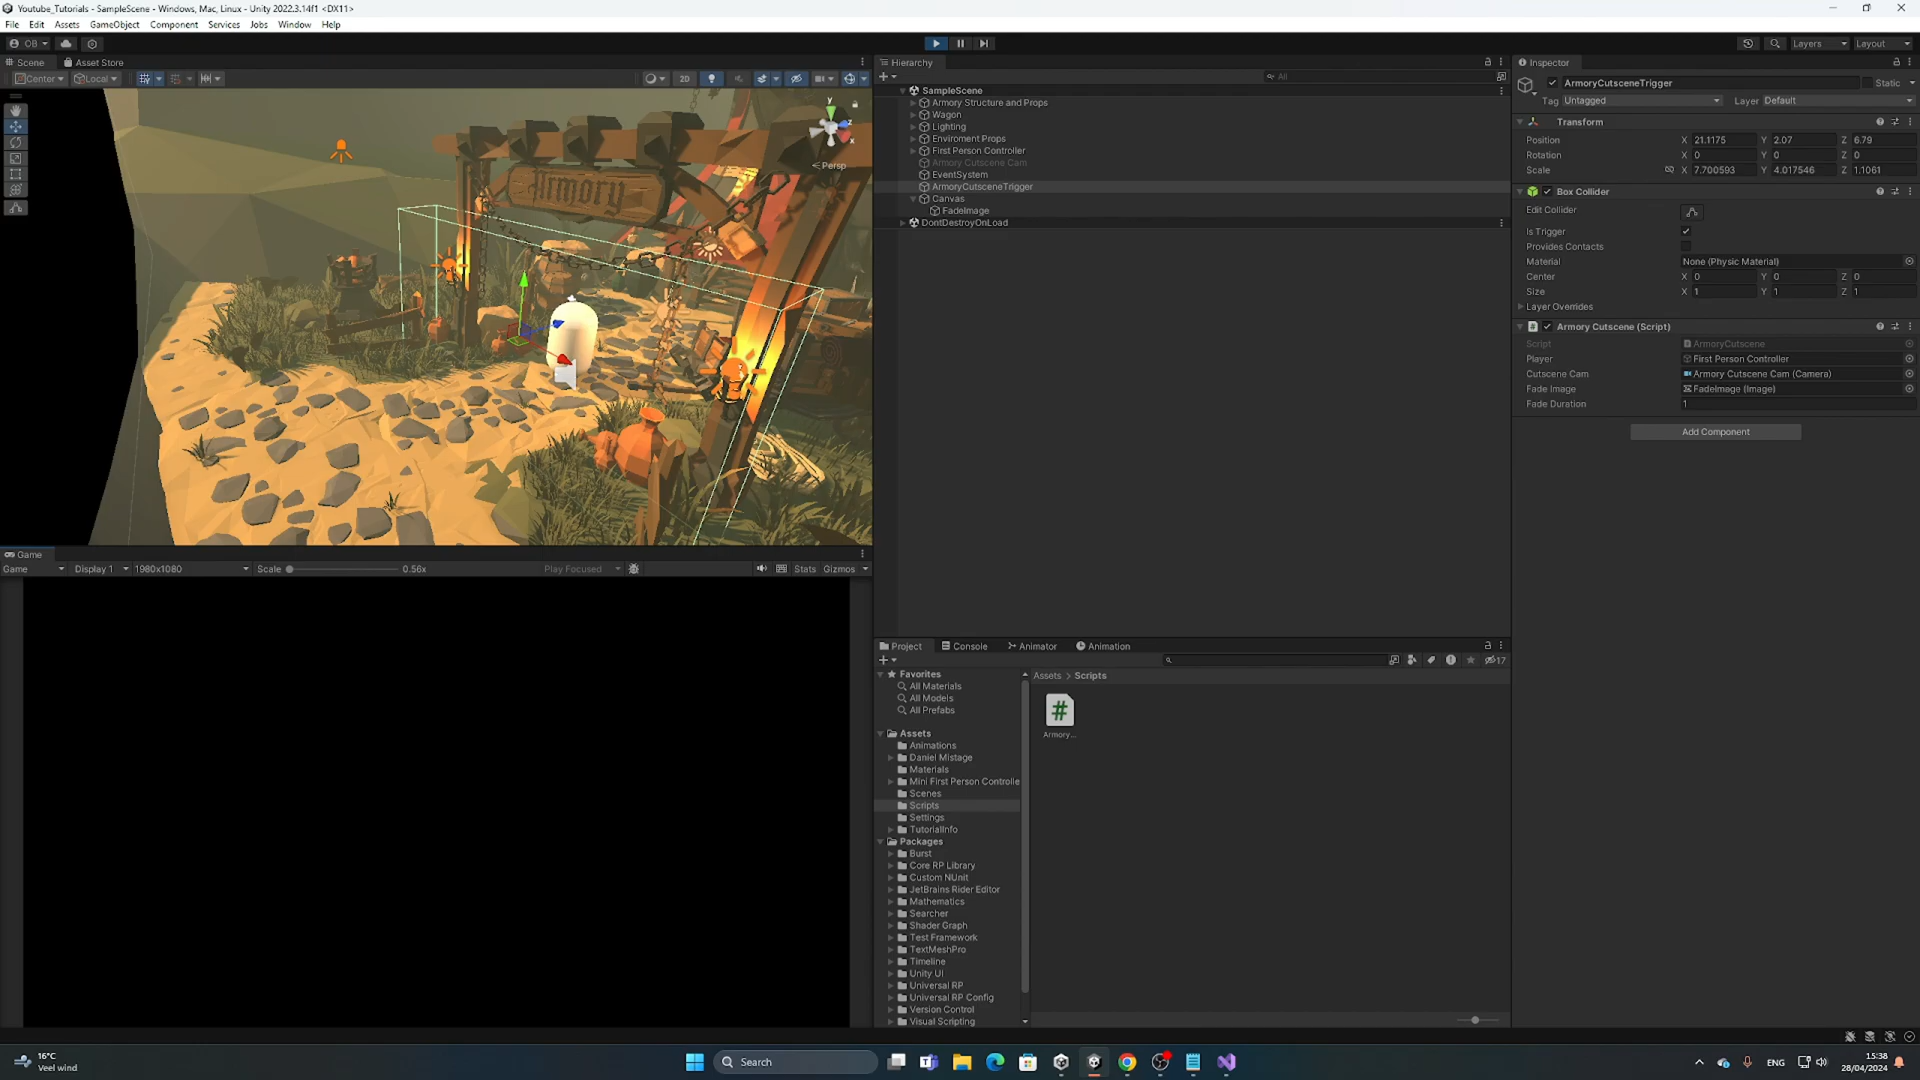 Youtube_Tutorials - SampleScene - Windows, Mac, Linux - Unity 2022.3.14f1 <DX11>
File Edit Assets GameObject Component Services Jobs Window Help
OB
Layers Layout
Scene Asset Store
Center Local
2D
Armory
y
x
z
Persp
Game
Game Display 1 1980x1080 Scale 0.56x Play Focused Stats Gizmos
Hierarchy
All
SampleScene
Armory Structure and Props
Wagon
Lighting
Enviroment Props
First Person Controller
Armory Cutscene Cam
EventSystem
ArmoryCutsceneTrigger
Canvas
FadeImage
DontDestroyOnLoad
Project Console Animator Animation
17
Favorites
All Materials
All Models
All Prefabs
Assets
Animations
Daniel Mistage
Materials
Mini First Person Controlle
Scenes
Scripts
Settings
TutorialInfo
Packages
Burst
Core RP Library
Custom NUnit
JetBrains Rider Editor
Mathematics
Searcher
Shader Graph
Test Framework
TextMeshPro
Timeline
Unity UI
Universal RP
Universal RP Config
Version Control
Visual Scripting
Assets > Scripts
#
Armory...
Inspector
ArmoryCutsceneTrigger Static
Tag Untagged Layer Default
Transform
Position X 21.1175 Y 2.07 Z 6.79
Rotation X 0 Y 0 Z 0
Scale X 7.700593 Y 4.017546 Z 1.1061
Box Collider
Edit Collider
Is Trigger
Provides Contacts
Material None (Physic Material)
Center X 0 Y 0 Z 0
Size X 1 Y 1 Z 1
Layer Overrides
Armory Cutscene (Script)
Script ArmoryCutscene
Player First Person Controller
Cutscene Cam Armory Cutscene Cam (Camera)
Fade Image FadeImage (Image)
Fade Duration 1
Add Component
16°C
Veel wind
Search
ENG
15:38
28/04/2024